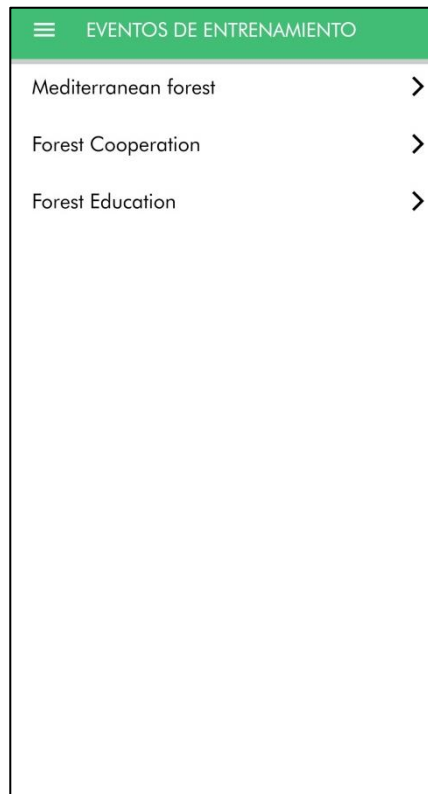 EVENTOS DE ENTRENAMIENTO
Mediterranean forest
Forest Cooperation
Forest Education